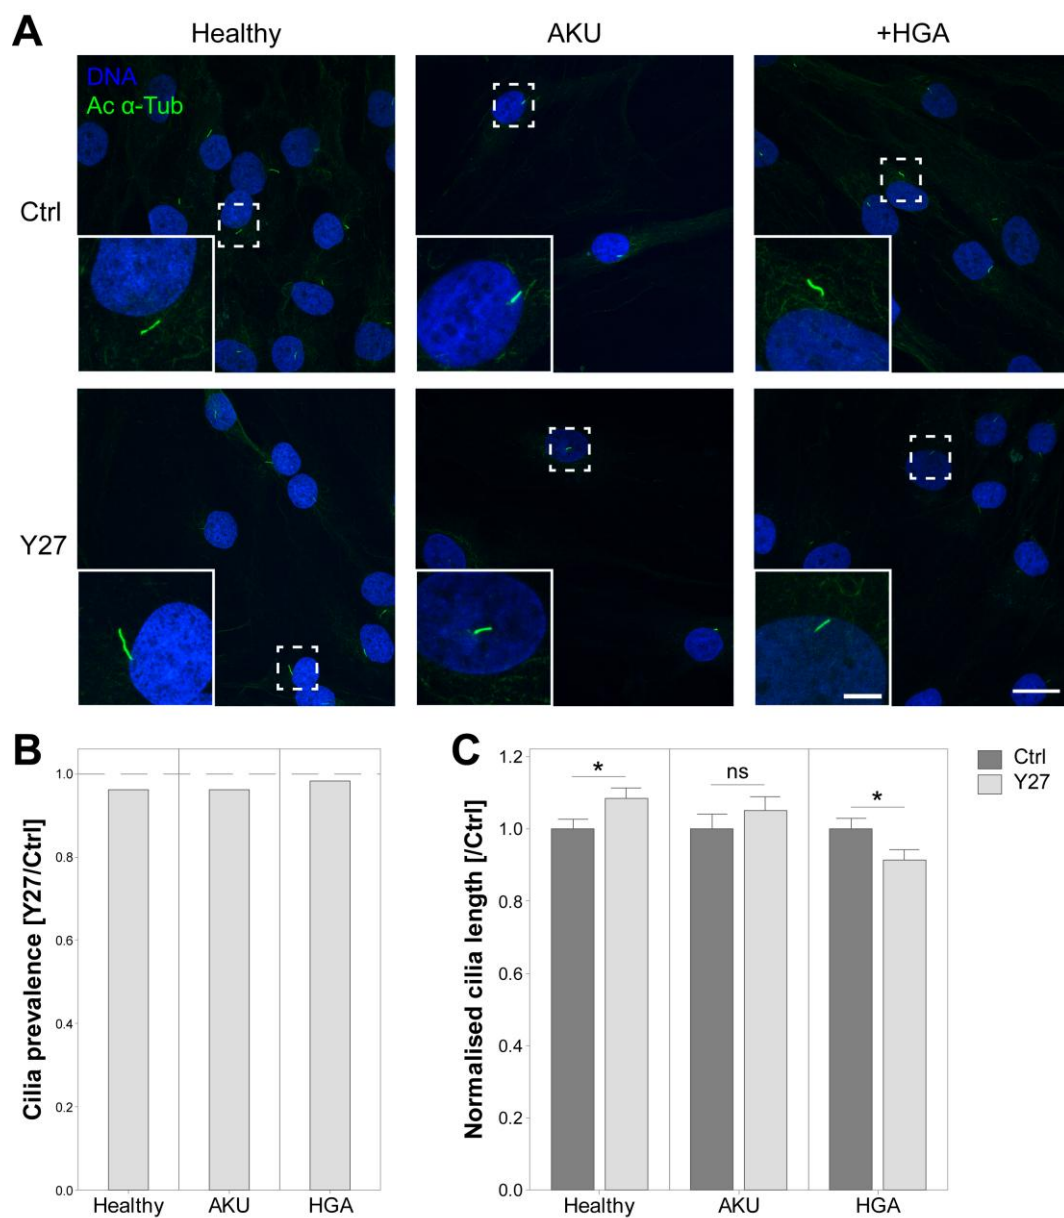 A
Healthy AKU +HGA
DNA
Ac α-Tub
Ctrl
Y27
B
Cilia prevalence [Y27/Ctrl]
1.0
0.8
0.6
0.4
0.2
0.0
Healthy AKU HGA
C
Normalised cilia length [/Ctrl]
1.2
1.0
0.8
0.6
0.4
0.2
0.0
* ns *
Healthy AKU HGA
Ctrl
Y27